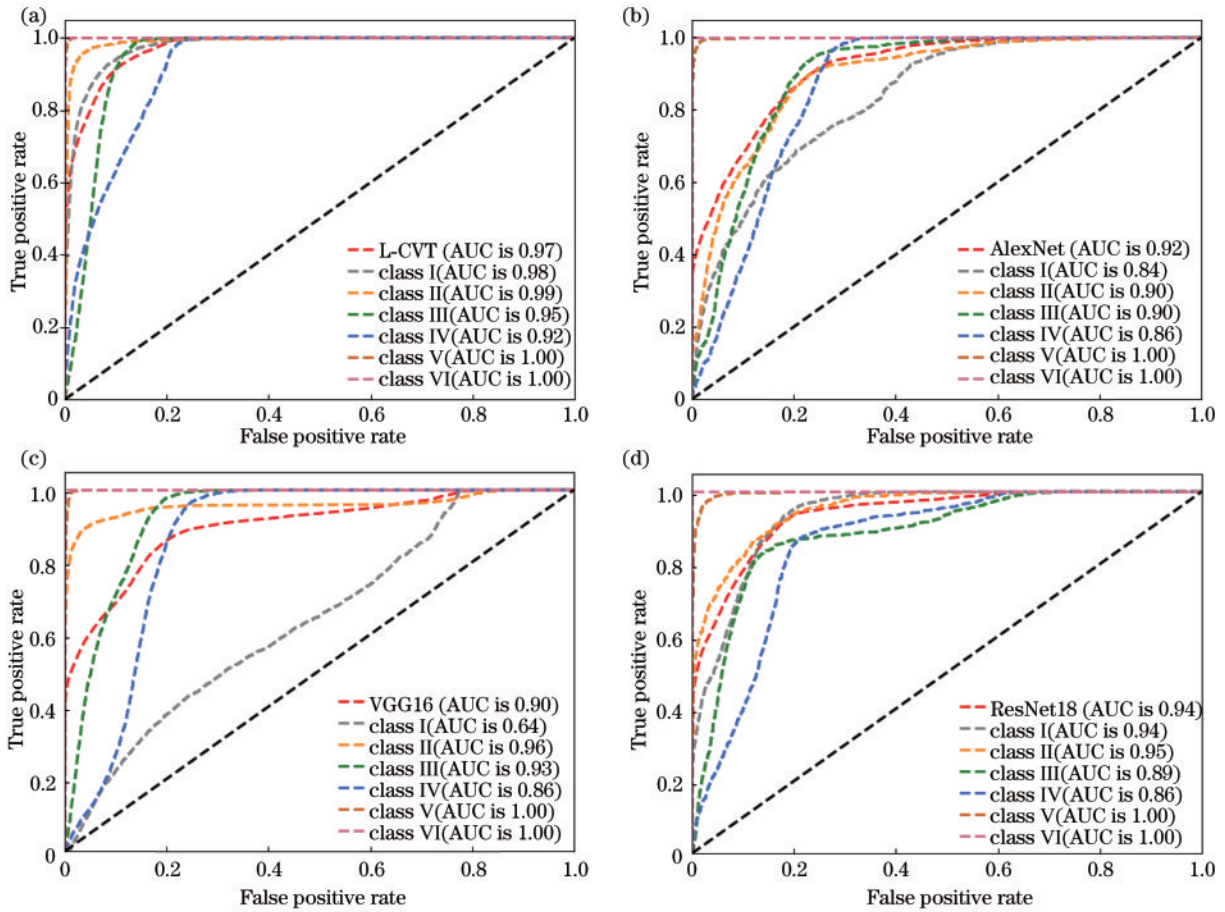 (a)
1.0
0.8
0.6
0.4
0.2
0
True positive rate
L-CVT (AUC is 0.97)
class I(AUC is 0.98)
class II(AUC is 0.99)
class III(AUC is 0.95)
class IV(AUC is 0.92)
class V(AUC is 1.00)
class VI(AUC is 1.00)
0 0.2 0.4 0.6 0.8 1.0
False positive rate
(b)
1.0
0.8
0.6
0.4
0.2
0
True positive rate
AlexNet (AUC is 0.92)
class I(AUC is 0.84)
class II(AUC is 0.90)
class III(AUC is 0.90)
class IV(AUC is 0.86)
class V(AUC is 1.00)
class VI(AUC is 1.00)
0 0.2 0.4 0.6 0.8 1.0
False positive rate
(c)
1.0
0.8
0.6
0.4
0.2
0
True positive rate
VGG16 (AUC is 0.90)
class I(AUC is 0.64)
class II(AUC is 0.96)
class III(AUC is 0.93)
class IV(AUC is 0.86)
class V(AUC is 1.00)
class VI(AUC is 1.00)
0 0.2 0.4 0.6 0.8 1.0
False positive rate
(d)
1.0
0.8
0.6
0.4
0.2
0
True positive rate
ResNet18 (AUC is 0.94)
class I(AUC is 0.94)
class II(AUC is 0.95)
class III(AUC is 0.89)
class IV(AUC is 0.86)
class V(AUC is 1.00)
class VI(AUC is 1.00)
0 0.2 0.4 0.6 0.8 1.0
False positive rate